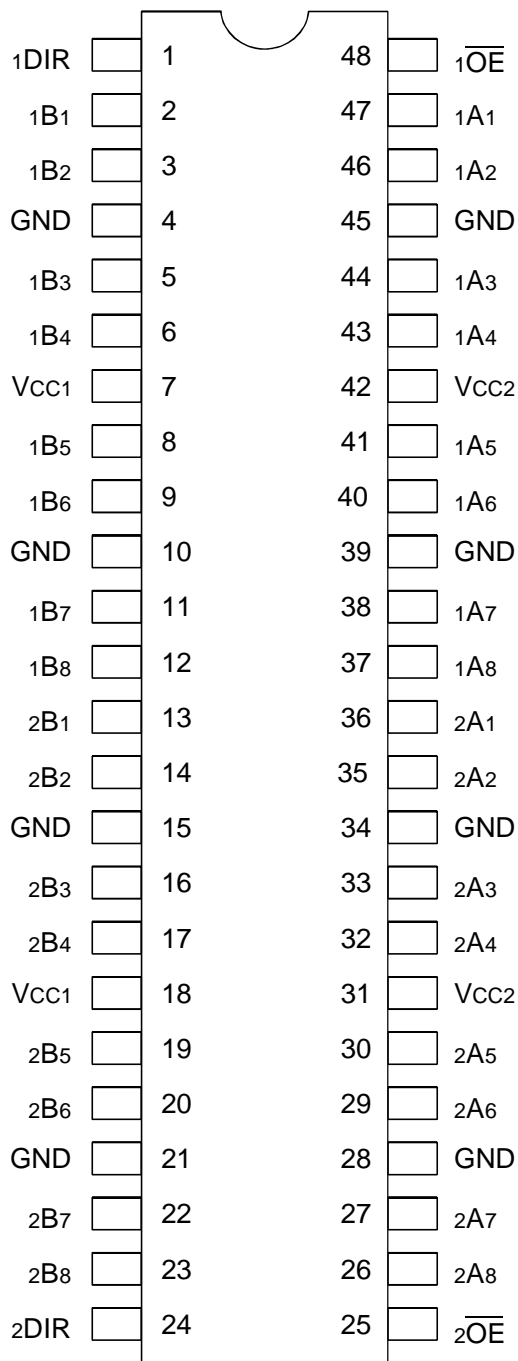 1DIR 1 48 1O̅E̅
1B1 2 47 1A1
1B2 3 46 1A2
GND 4 45 GND
1B3 5 44 1A3
1B4 6 43 1A4
VCC1 7 42 VCC2
1B5 8 41 1A5
1B6 9 40 1A6
GND 10 39 GND
1B7 11 38 1A7
1B8 12 37 1A8
2B1 13 36 2A1
2B2 14 35 2A2
GND 15 34 GND
2B3 16 33 2A3
2B4 17 32 2A4
VCC1 18 31 VCC2
2B5 19 30 2A5
2B6 20 29 2A6
GND 21 28 GND
2B7 22 27 2A7
2B8 23 26 2A8
2DIR 24 25 2O̅E̅